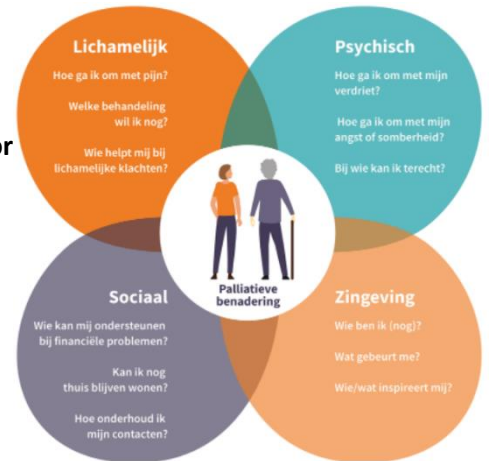 Lichamelijk
Hoe ga ik om met pijn?
Welke behandeling
wil ik nog?
Wie helpt mij bij
lichamelijke klachten?
or
Psychisch
Hoe ga ik om met mijn
verdriet?
Hoe ga ik om met mijn
angst of somberheid?
Bij wie kan ik terecht?
Palliatieve
benadering
Sociaal
Wie kan mij ondersteunen
bij financiële problemen?
Kan ik nog
thuis blijven wonen?
Hoe onderhoud ik
mijn contacten?
Zingeving
Wie ben ik (nog)?
Wat gebeurt me?
Wie/wat inspireert mij?